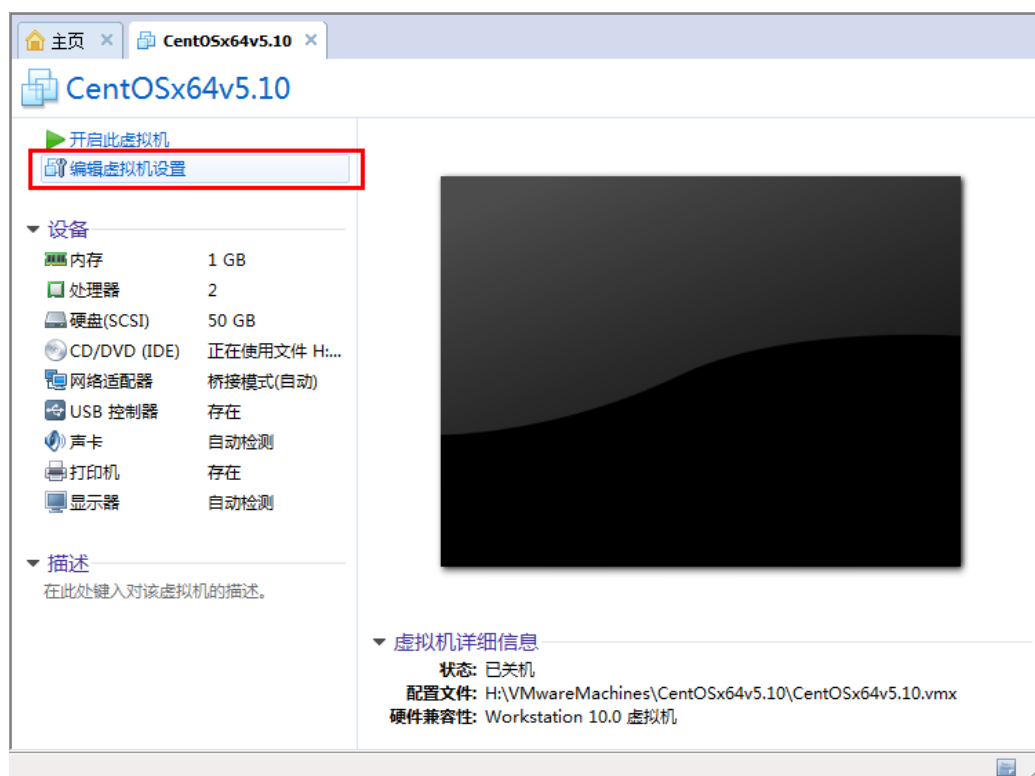 主页 × CentOSx64v5.10 ×
CentOSx64v5.10
开启此虚拟机
编辑虚拟机设置
设备
内存 1 GB
处理器 2
硬盘(SCSI) 50 GB
CD/DVD (IDE) 正在使用文件 H:...
网络适配器 桥接模式(自动)
USB 控制器 存在
声卡 自动检测
打印机 存在
显示器 自动检测
描述
在此处键入对该虚拟机的描述。
虚拟机详细信息
状态: 已关机
配置文件: H:\VMwareMachines\CentOSx64v5.10\CentOSx64v5.10.vmx
硬件兼容性: Workstation 10.0 虚拟机